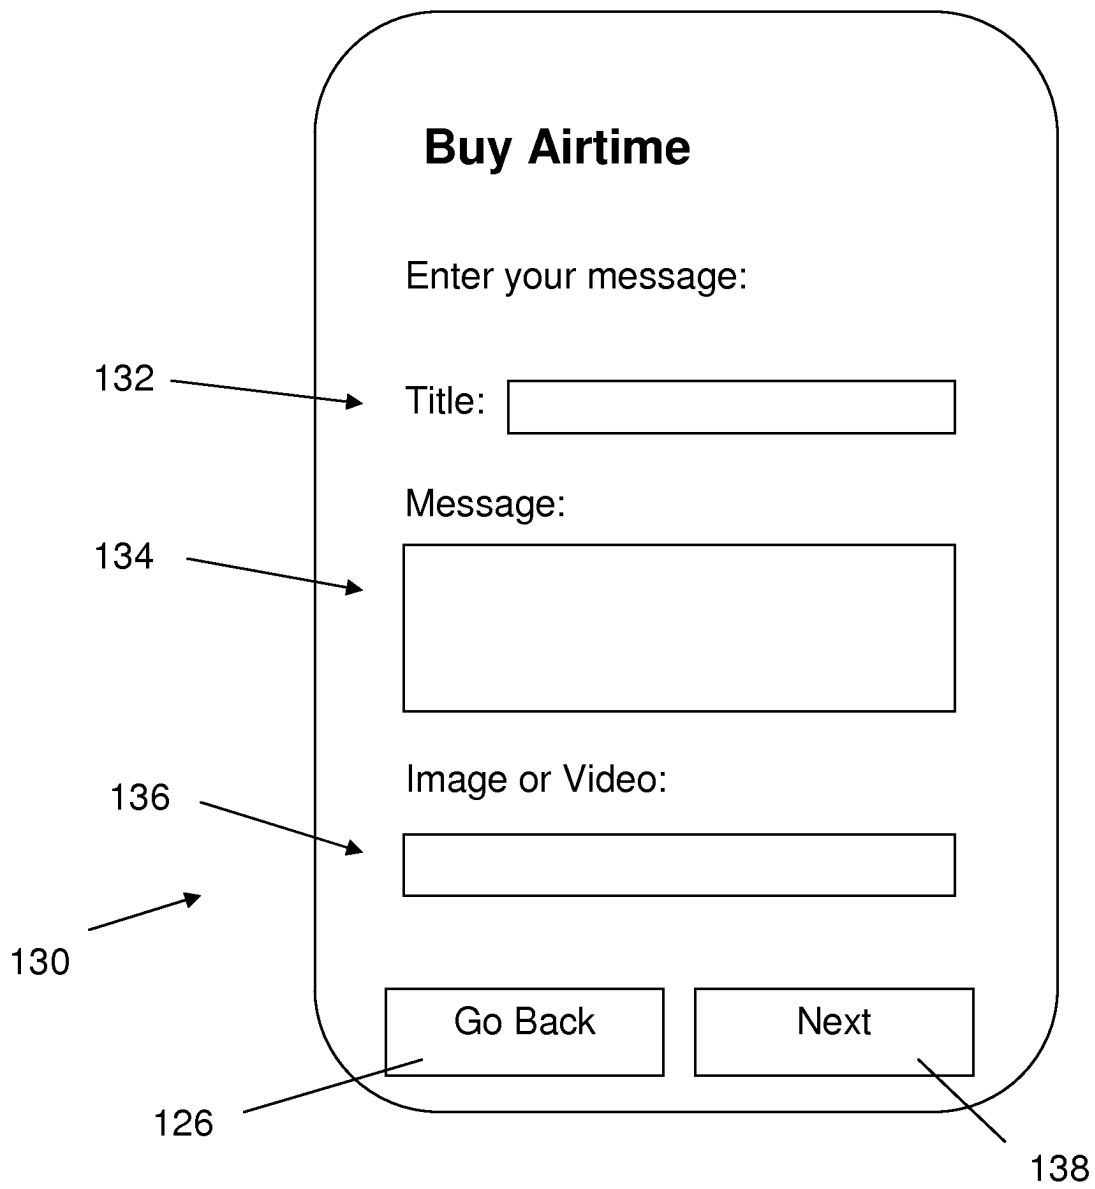 Buy Airtime
Enter your message:
132
Title:
Message:
134
Image or Video:
136
130
Go Back
Next
126
138